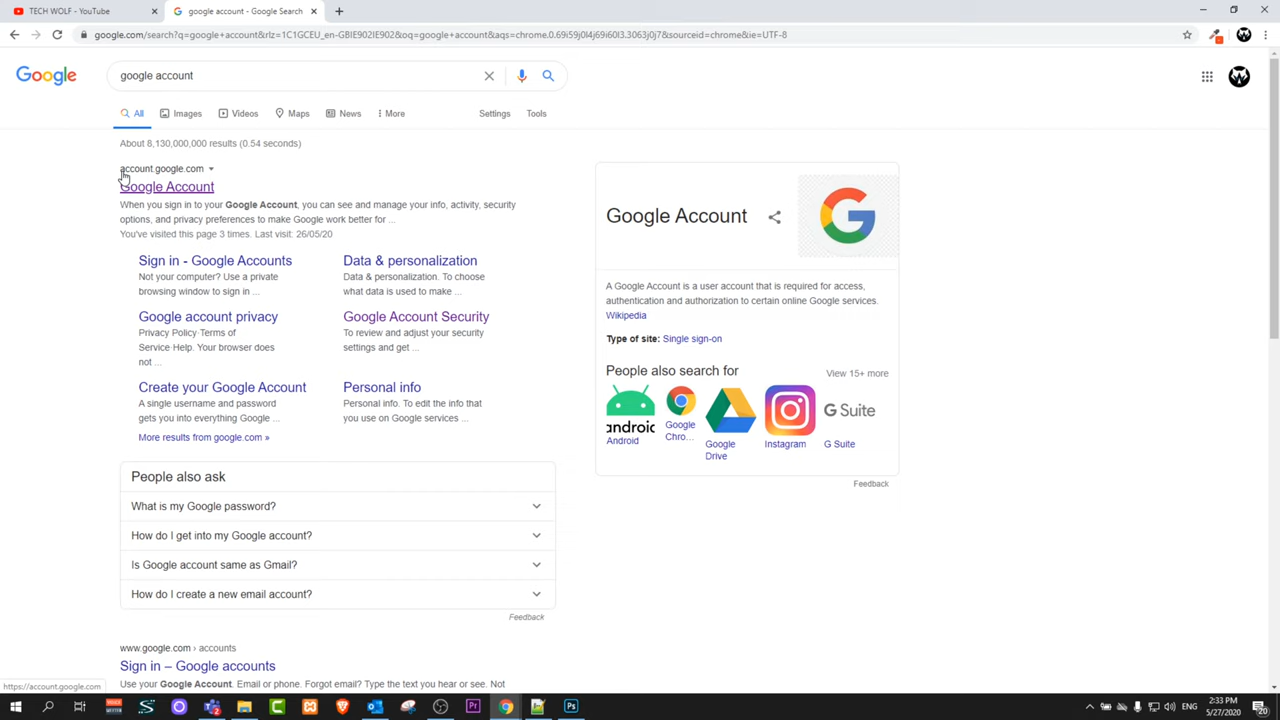 TECH WOLF - YouTube
google account - Google Search
google.com/search?q=google+account&rlz=1C1GCEU_en-GBIE902IE902&oq=google+account&aqs=chrome.0.69i59j0l4j69i60l3.3063j0j7&sourceid=chrome&ie=UTF-8
Google
google account
All
Images
Videos
Maps
News
More
Settings
Tools
About 8,130,000,000 results (0.54 seconds)
account.google.com
Google Account
When you sign in to your Google Account, you can see and manage your info, activity, security
options, and privacy preferences to make Google work better for ...
You've visited this page 3 times. Last visit: 26/05/20
Sign in - Google Accounts
Not your computer? Use a private
browsing window to sign in ...
Data & personalization
Data & personalization. To choose
what data is used to make ...
Google account privacy
Privacy Policy·Terms of
Service·Help. Your browser does
not ...
Google Account Security
To review and adjust your security
settings and get ...
Create your Google Account
A single username and password
gets you into everything Google ...
Personal info
Personal info. To edit the info that
you use on Google services ...
More results from google.com »
People also ask
What is my Google password?
How do I get into my Google account?
Is Google account same as Gmail?
How do I create a new email account?
Feedback
www.google.com › accounts
Sign in – Google accounts
Use your Google Account. Email or phone. Forgot email? Type the text you hear or see. Not
Google Account
A Google Account is a user account that is required for access,
authentication and authorization to certain online Google services.
Wikipedia
Type of site: Single sign-on
People also search for
View 15+ more
android
Android
Google
Chro...
Google
Drive
Instagram
G Suite
G Suite
Feedback
https://account.google.com
Pr
Ps
2:33 PM
5/27/2020
20